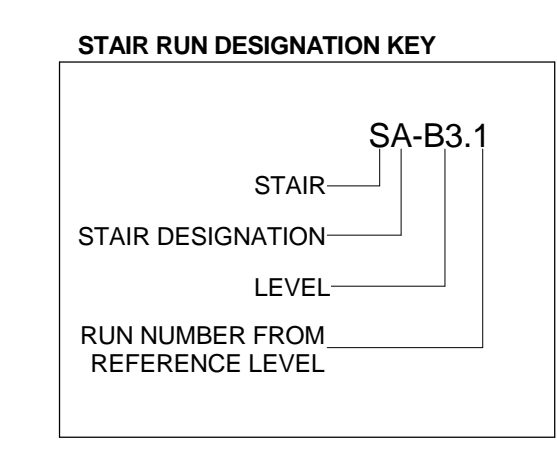 STAIR RUN DESIGNATION KEY
SA-B3.1
STAIR
STAIR DESIGNATION
LEVEL
RUN NUMBER FROM
REFERENCE LEVEL